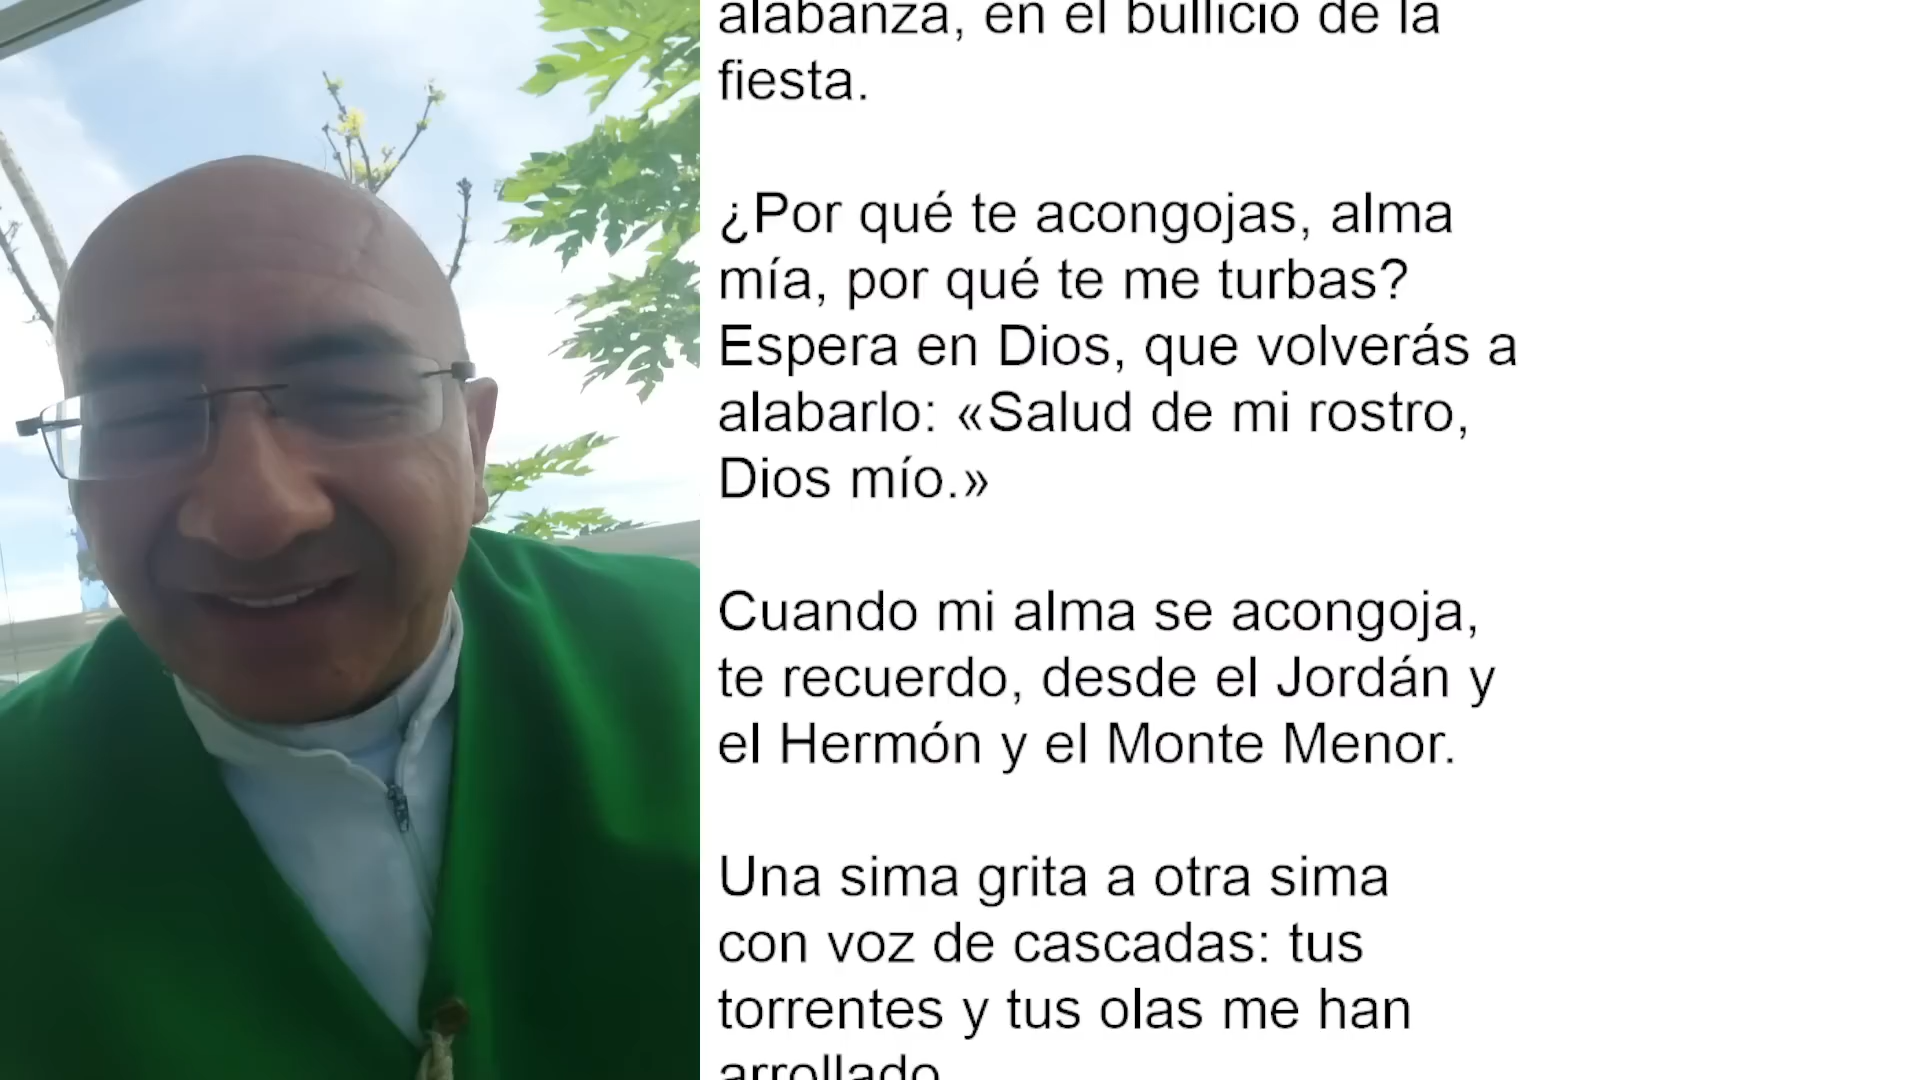 alabanza, en el bullicio de la
fiesta.
¿Por qué te acongojas, alma
mía, por qué te me turbas?
Espera en Dios, que volverás a
alabarlo: «Salud de mi rostro,
Dios mío.»
Cuando mi alma se acongoja,
te recuerdo, desde el Jordán y
el Hermón y el Monte Menor.
Una sima grita a otra sima
con voz de cascadas: tus
torrentes y tus olas me han
arrollado